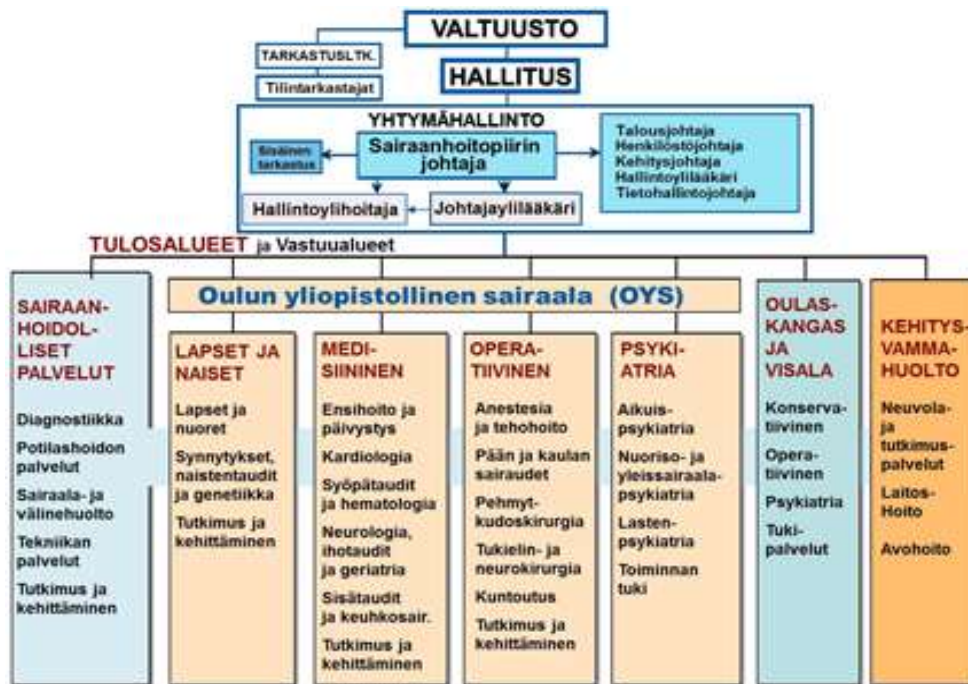 VALTUUSTO
TARKASTUSLTK.
Tilintarkastajat
HALLITUS
YHTYMÄHALLINTO
Sisäinen
tarkastus
Sairaanhoitopiirin
johtaja
Talousjohtaja
Henkilöstöjohtaja
Kehitysjohtaja
Hallintoylilääkäri
Tietohallintojohtaja
Hallintoylihoitaja
Johtajaylilääkäri
TULOSALUEET ja Vastuualueet
SAIRAAN-
HOIDOL-
LISET
PALVELUT
Diagnostiikka
Potilashoidon
palvelut
Sairaala- ja
välinehuolto
Tekniikan
palvelut
Tutkimus ja
kehittäminen
Oulun yliopistollinen sairaala (OYS)
LAPSET JA
NAISET
Lapset ja
nuoret
Synnytykset,
naistentaudit
ja genetiikka
Tutkimus ja
kehittäminen
MEDI-
SIININEN
Ensihoito ja
päivystys
Kardiologia
Syöpätaudit
ja hematologia
Neurologia,
ihotaudit
ja geriatria
Sisätaudit
ja keuhkosair.
Tutkimus ja
kehittäminen
OPERA-
TIIVINEN
Anestesia
ja tehohoito
Pään ja kaulan
sairaudet
Pehmyt-
kudoskirurgia
Tukielin- ja
neurokirurgia
Kuntoutus
Tutkimus ja
kehittäminen
PSYKI-
ATRIA
Aikuis-
psykiatria
Nuoriso- ja
yleissairaala-
psykiatria
Lasten-
psykiatria
Toiminnan
tuki
OULAS-
KANGAS
JA
VISALA
Konserva-
tiivinen
Opera-
tiivinen
Psykiatria
Tuki-
palvelut
KEHITYS-
VAMMA-
HUOLTO
Neuvola-
ja
tutkimus-
palvelut
Laitos-
Hoito
Avohoito